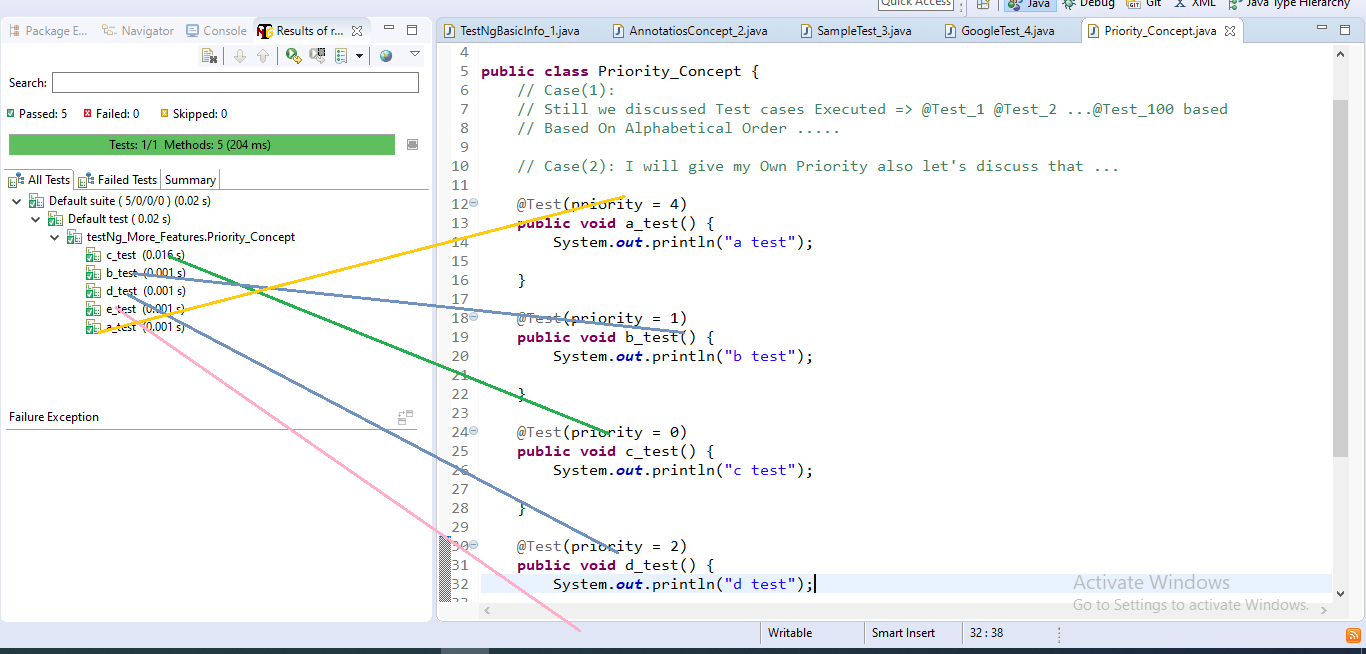 Quick Access
Java
Debug
Git
XML
Java Type Hierarchy
Package E...
Navigator
Console
Results of r...
TestNgBasicInfo_1.java
AnnotatiosConcept_2.java
SampleTest_3.java
GoogleTest_4.java
Priority_Concept.java
Search:
Passed: 5
Failed: 0
Skipped: 0
Tests: 1/1 Methods: 5 (204 ms)
All Tests
Failed Tests
Summary
Default suite ( 5/0/0/0 ) (0.02 s)
Default test ( 0.02 s)
testNg_More_Features.Priority_Concept
c_test (0.016 s)
b_test (0.001 s)
d_test (0.001 s)
e_test (0.001 s)
a_test (0.001 s)
Failure Exception
4
5 public class Priority_Concept {
6 // Case(1):
7 // Still we discussed Test cases Executed => @Test_1 @Test_2 ...@Test_100 based
8 // Based On Alphabetical Order .....
9
10 // Case(2): I will give my Own Priority also let's discuss that ...
11
12 @Test(priority = 4)
13 public void a_test() {
14 System.out.println("a test");
15
16 }
17
18 @Test(priority = 1)
19 public void b_test() {
20 System.out.println("b test");
21
22 }
23
24 @Test(priority = 0)
25 public void c_test() {
26 System.out.println("c test");
27
28 }
29
30 @Test(priority = 2)
31 public void d_test() {
32 System.out.println("d test");
33
Activate Windows
Go to Settings to activate Windows.
Writable
Smart Insert
32 : 38